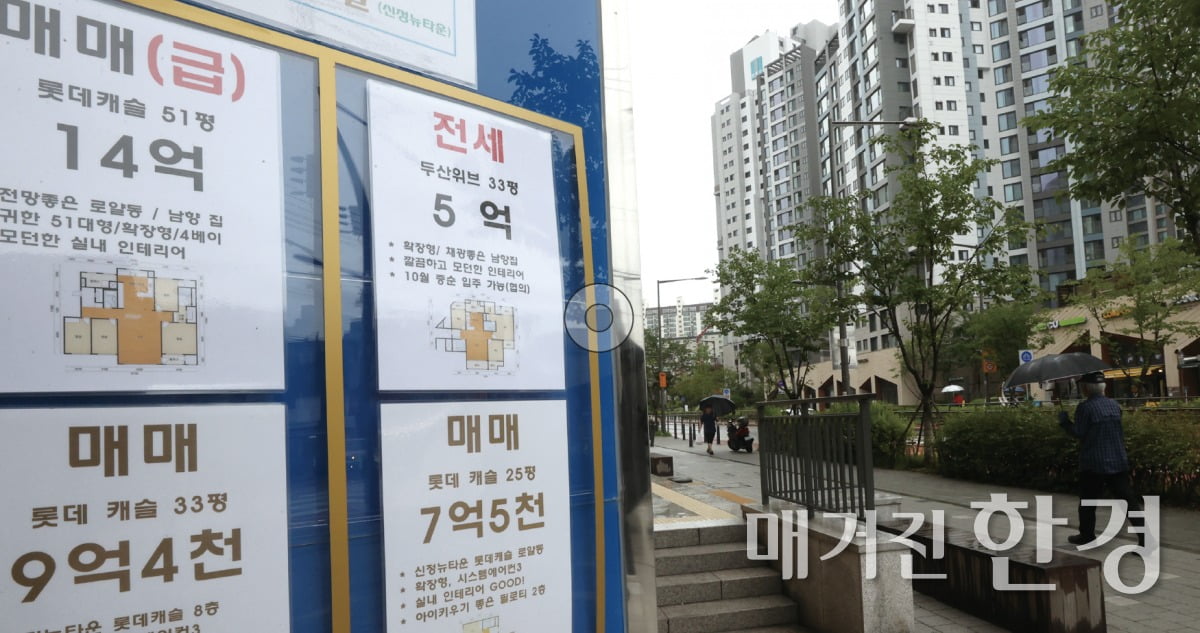 (신정뉴타운)
매매(급)
롯데캐슬 51평
14억
전망좋은 로얄동 / 남향 집
귀한 51대형/확장형/4베이
모던한 실내 인테리어
전세
두산위브 33평
5 억
* 확장형/ 채광좋은 남향집
* 깔끔하고 모던한 인테리어
* 10월 중순 입주 가능(협의)
매매
롯데 캐슬 33평
9억4천
뉴타운 롯데캐슬 8층
매매
롯데 캐슬 25평
7억5천
* 신정뉴타운 롯데캐슬 로얄동
* 확장형, 시스템에어컨3
* 실내 인테리어 GOOD!
* 아이키우기 좋은 필로티 2층
매거진한경